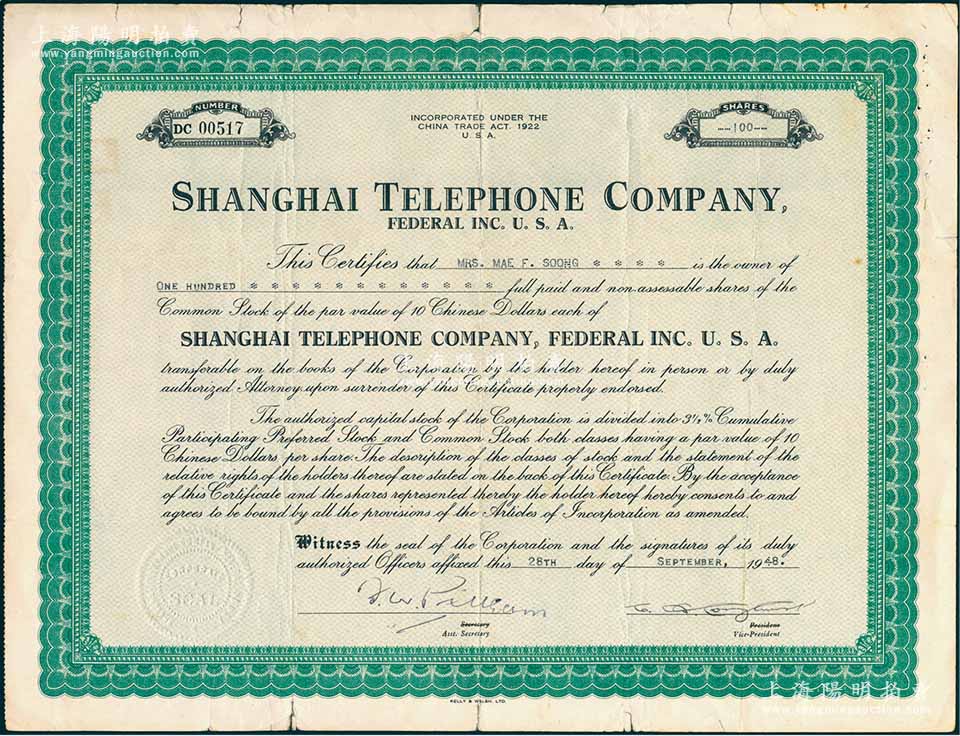 上海陽明拍賣
www.yangmingauction.com
NUMBER
DC 00517
INCORPORATED UNDER THE
CHINA TRADE ACT. 1922
U. S. A.
SHARES
---100---
SHANGHAI TELEPHONE COMPANY,
FEDERAL INC. U. S. A.
This Certifies that MRS. MAE F. SOONG * * * * is the owner of
ONE HUNDRED * * * * * * * * * * * * full paid and non-assessable shares of the
Common Stock of the par value of 10 Chinese Dollars each of
SHANGHAI TELEPHONE COMPANY, FEDERAL INC. U. S. A.
transferable on the books of the Corporation by the holder hereof in person or by duly
authorized Attorney upon surrender of this Certificate properly endorsed.
The authorized capital stock of the Corporation is divided into 3½% Cumulative
Participating Preferred Stock and Common Stock both classes having a par value of 10
Chinese Dollars per share. The description of the classes of stock and the statement of the
relative rights of the holders thereof are stated on the back of this Certificate. By the acceptance
of this Certificate and the shares represented thereby the holder hereof hereby consents to and
agrees to be bound by all the provisions of the Articles of Incorporation as amended.
Witness the seal of the Corporation and the signatures of its duly
authorized Officers affixed this 28TH day of SEPTEMBER, 1948.
SEAL
Secretary
Asst. Secretary
President
Vice-President
KELLY & WALSH, LTD.
上海陽明拍賣
www.yangmingauction.com